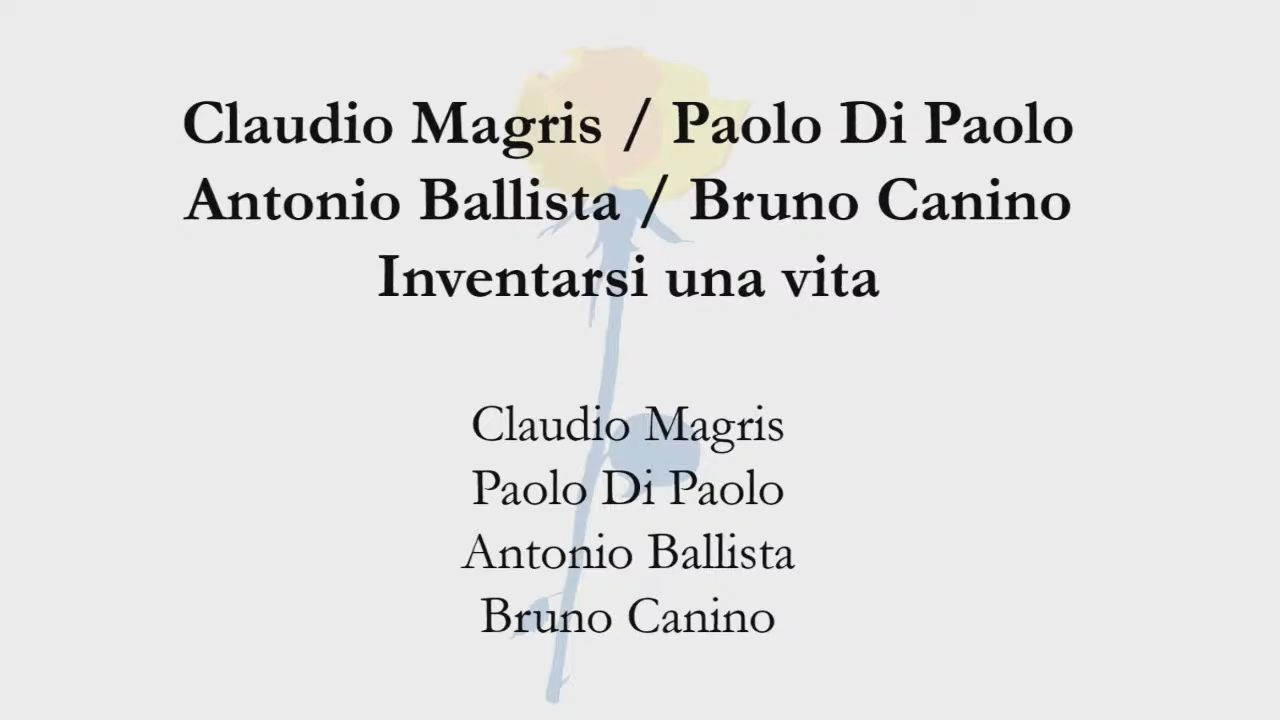 Claudio Magris / Paolo Di Paolo
Antonio Ballista / Bruno Canino
Inventarsi una vita
Claudio Magris
Paolo Di Paolo
Antonio Ballista
Bruno Canino